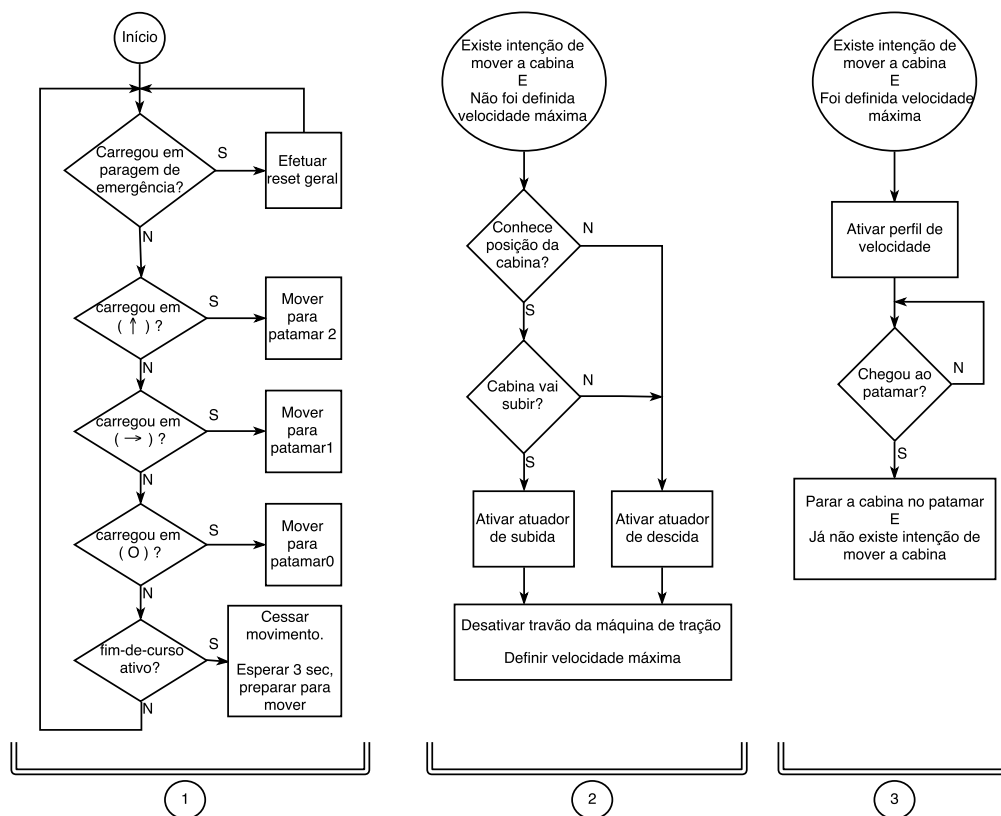 Início
Carregou em
paragem de
emergência?
S
Efetuar
reset geral
N
carregou em
( ↑ ) ?
S
Mover
para
patamar 2
N
carregou em
( → ) ?
S
Mover
para
patamar1
N
carregou em
( O ) ?
S
Mover
para
patamar0
N
fim-de-curso
ativo?
S
Cessar
movimento.
Esperar 3 sec,
preparar para
mover
N
1
Existe intenção de
mover a cabina
E
Não foi definida
velocidade máxima
Conhece
posição da
cabina?
N
S
Cabina vai
subir?
N
S
Ativar atuador
de subida
Ativar atuador
de descida
Desativar travão da máquina de tração
Definir velocidade máxima
2
Existe intenção de
mover a cabina
E
Foi definida velocidade
máxima
Ativar perfil de
velocidade
Chegou ao
patamar?
N
S
Parar a cabina no patamar
E
Já não existe intenção de
mover a cabina
3